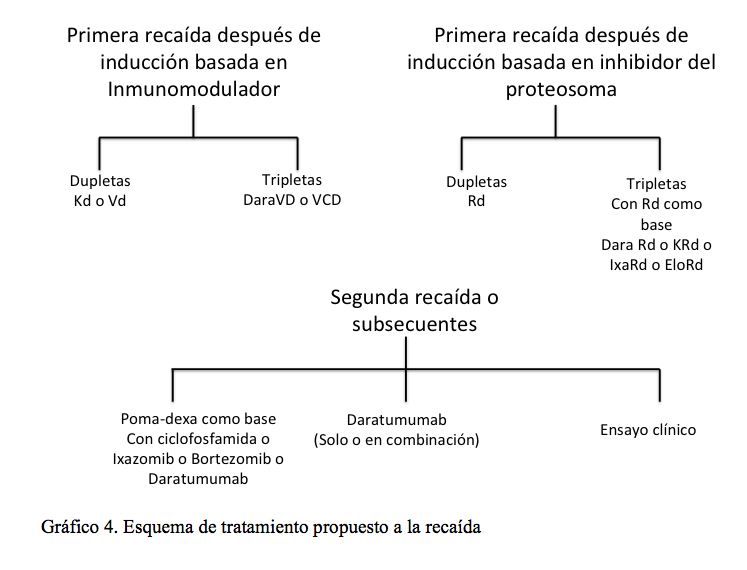 Primera recaída después de
inducción basada en
Inmunomodulador
Primera recaída después de
inducción basada en inhibidor del
proteosoma
Dupletas
Kd o Vd
Tripletas
DaraVD o VCD
Dupletas
Rd
Tripletas
Con Rd como
base
Dara Rd o KRd o
IxaRd o EloRd
Segunda recaída o
subsecuentes
Poma-dexa como base
Con ciclofosfamida o
Ixazomib o Bortezomib o
Daratumumab
Daratumumab
(Solo o en combinación)
Ensayo clínico
Gráfico 4. Esquema de tratamiento propuesto a la recaída